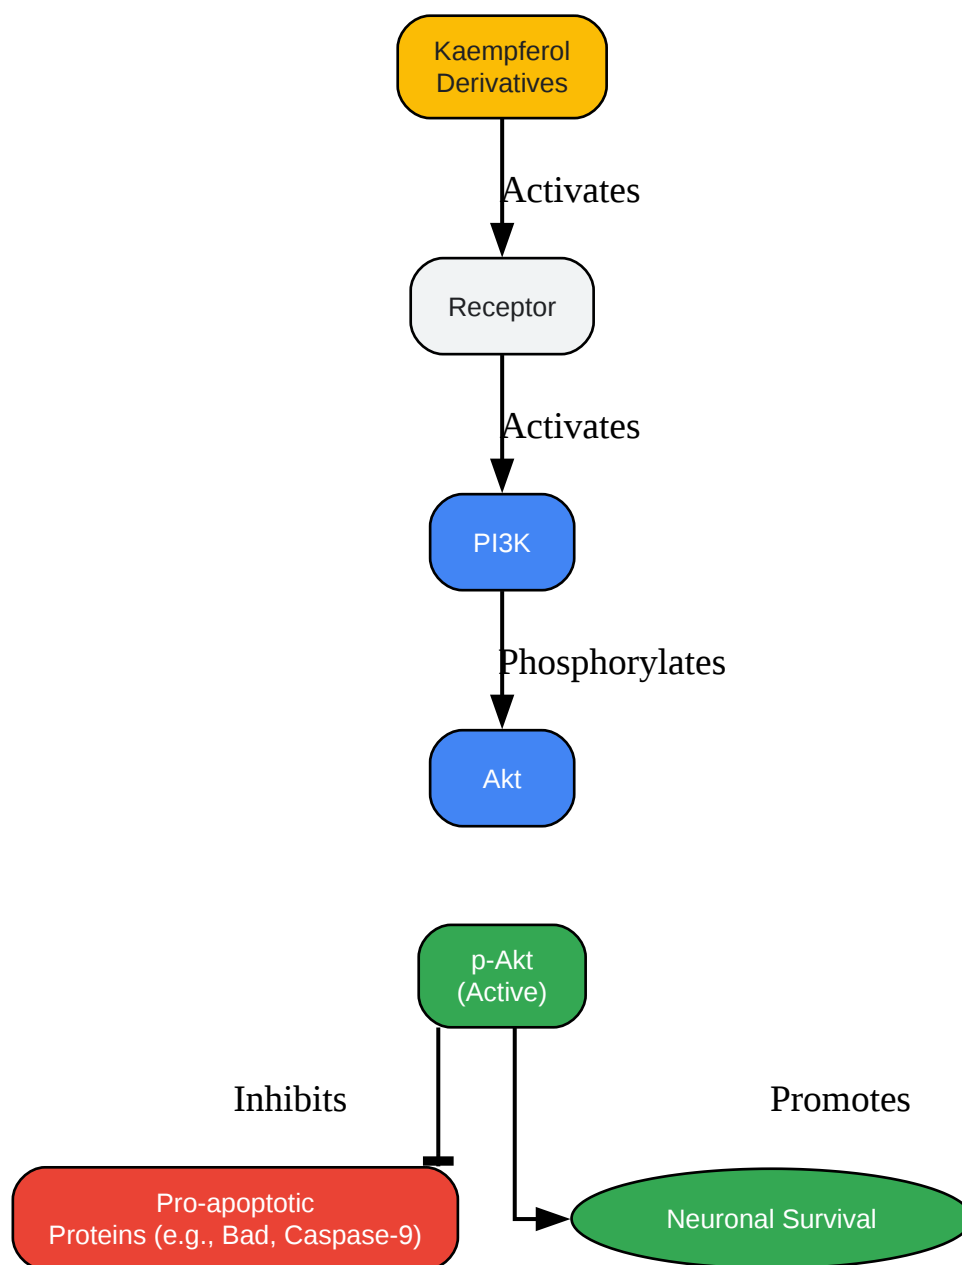 Kaempferol
Derivatives
Activates
Receptor
Activates
PI3K
Phosphorylates
Akt
p-Akt
(Active)
Inhibits
Promotes
Pro-apoptotic
Proteins (e.g., Bad, Caspase-9)
Neuronal Survival